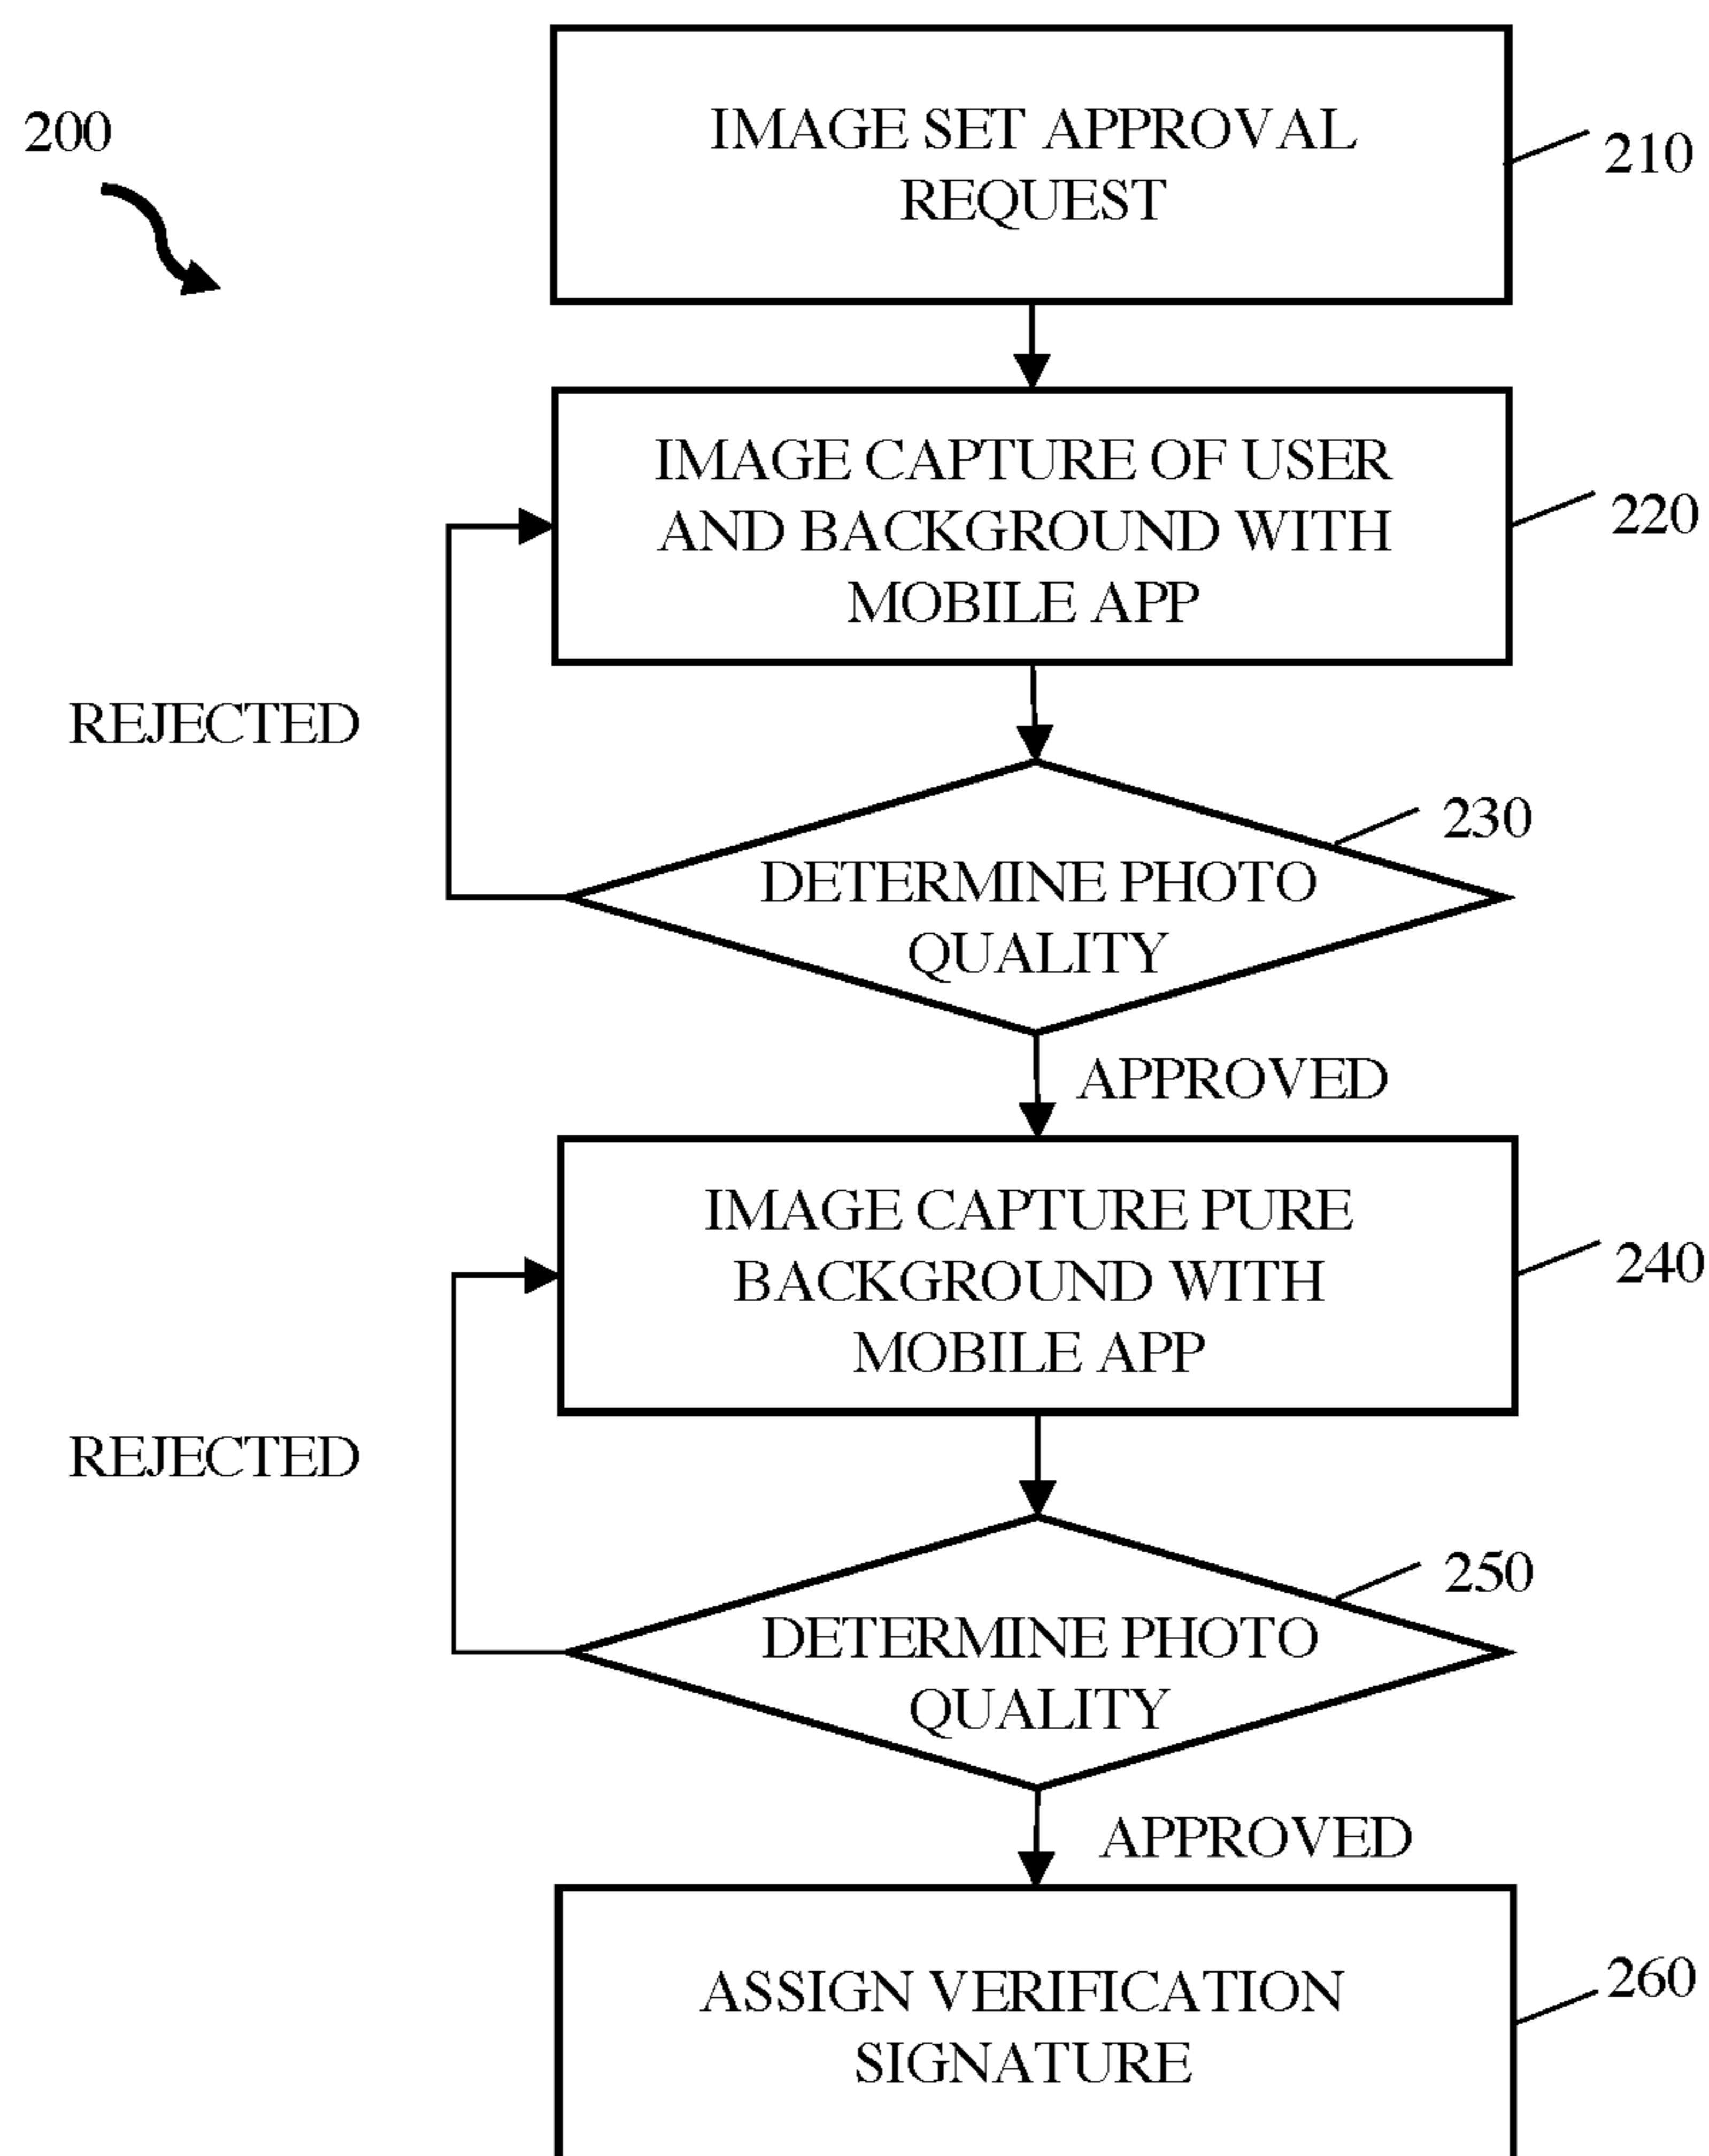 200
IMAGE SET APPROVAL
REQUEST
210
IMAGE CAPTURE OF USER
AND BACKGROUND WITH
MOBILE APP
220
REJECTED
230
DETERMINE PHOTO
QUALITY
APPROVED
IMAGE CAPTURE PURE
BACKGROUND WITH
MOBILE APP
240
REJECTED
250
DETERMINE PHOTO
QUALITY
APPROVED
ASSIGN VERIFICATION
SIGNATURE
260